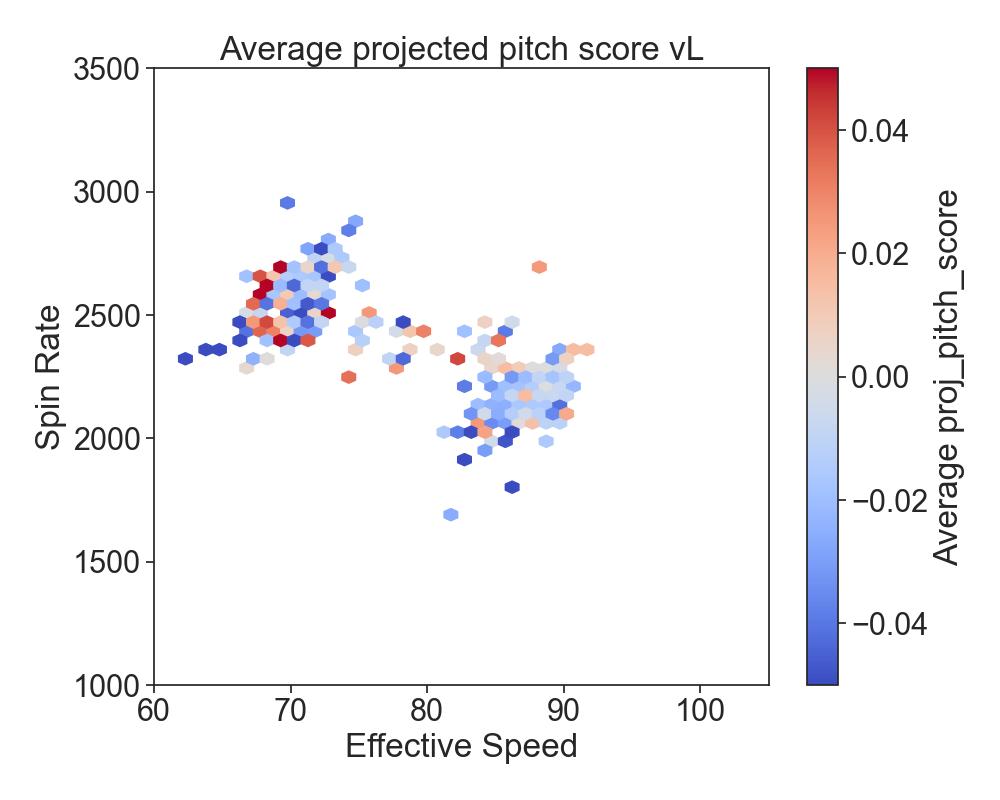 Average projected pitch score vL
3500
3000
2500
2000
1500
1000
Spin Rate
60 70 80 90 100
Effective Speed
0.04
0.02
0.00
−0.02
−0.04
Average proj_pitch_score